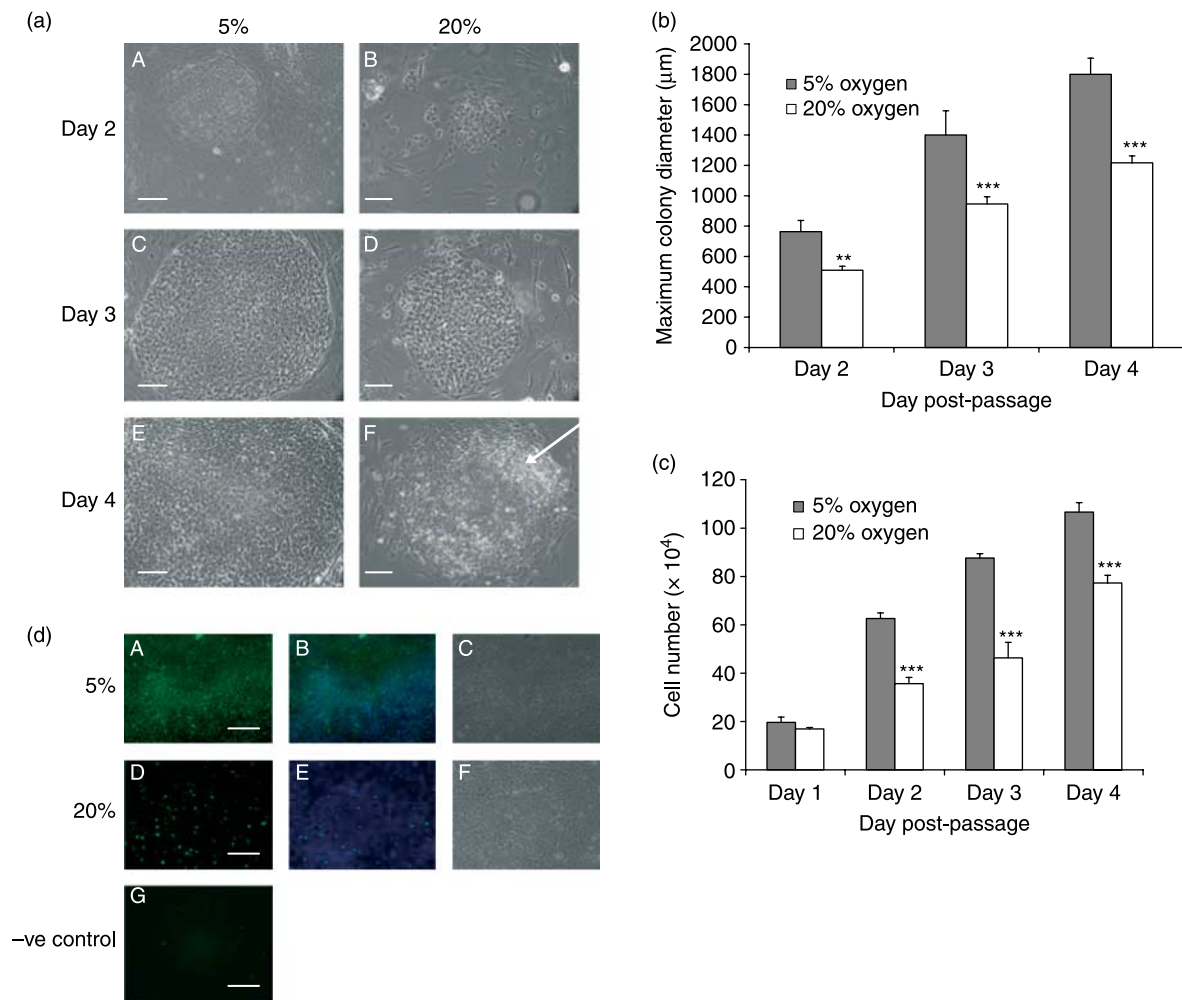 (a)
5% 20%
Day 2
A B
Day 3
C D
Day 4
E F
(b)
Maximum colony diameter (μm)
2000
1800
1600
1400
1200
1000
800
600
400
200
0
5% oxygen
20% oxygen
**
***
***
Day 2 Day 3 Day 4
Day post-passage
(c)
Cell number (× 10⁴)
120
100
80
60
40
20
0
5% oxygen
20% oxygen
***
***
***
Day 1 Day 2 Day 3 Day 4
Day post-passage
(d)
5%
A B C
20%
D E F
–ve control
G